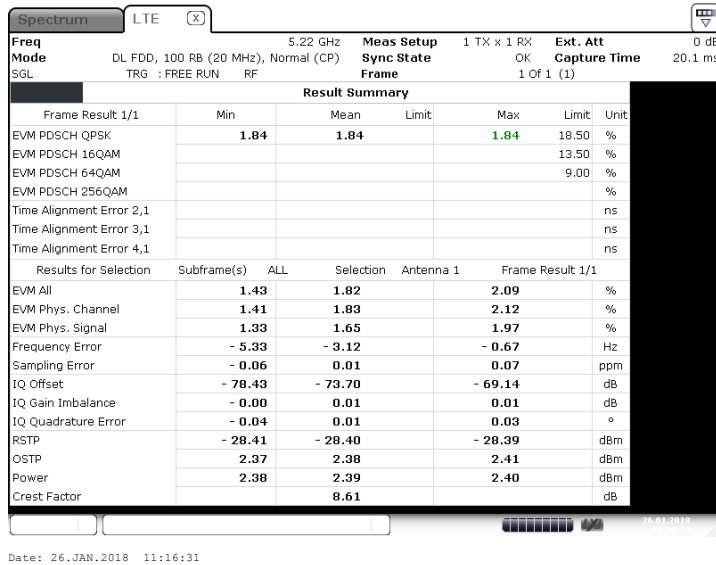 Spectrum LTE X
Freq 5.22 GHz Meas Setup 1 TX x 1 RX Ext. Att 0 dB
Mode DL FDD, 100 RB (20 MHz), Normal (CP) Sync State OK Capture Time 20.1 ms
SGL TRG : FREE RUN RF Frame 1 Of 1 (1)
Result Summary
Frame Result 1/1 Min Mean Limit Max Limit Unit
EVM PDSCH QPSK 1.84 1.84 1.84 18.50 %
EVM PDSCH 16QAM 13.50 %
EVM PDSCH 64QAM 9.00 %
EVM PDSCH 256QAM %
Time Alignment Error 2,1 ns
Time Alignment Error 3,1 ns
Time Alignment Error 4,1 ns
Results for Selection Subframe(s) ALL Selection Antenna 1 Frame Result 1/1
EVM All 1.43 1.82 2.09 %
EVM Phys. Channel 1.41 1.83 2.12 %
EVM Phys. Signal 1.33 1.65 1.97 %
Frequency Error - 5.33 - 3.12 - 0.67 Hz
Sampling Error - 0.06 0.01 0.07 ppm
IQ Offset - 78.43 - 73.70 - 69.14 dB
IQ Gain Imbalance - 0.00 0.01 0.01 dB
IQ Quadrature Error - 0.04 0.01 0.03 °
RSTP - 28.41 - 28.40 - 28.39 dBm
OSTP 2.37 2.38 2.41 dBm
Power 2.38 2.39 2.40 dBm
Crest Factor 8.61 dB
26.01.2018
Date: 26.JAN.2018 11:16:31